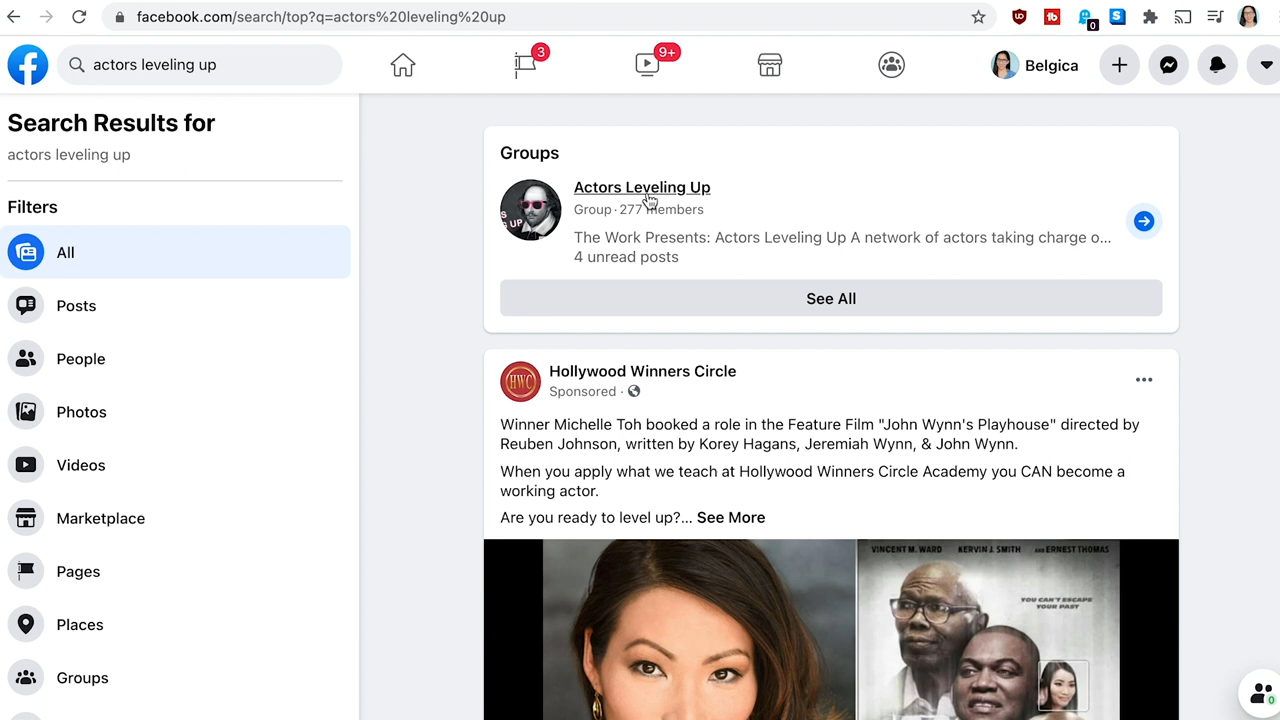 facebook.com/search/top?q=actors%20leveling%20up
0
actors leveling up
3
9+
Belgica
Search Results for
actors leveling up
Filters
All
Posts
People
Photos
Videos
Marketplace
Pages
Places
Groups
Groups
Actors Leveling Up
Group · 277 members
The Work Presents: Actors Leveling Up A network of actors taking charge o...
4 unread posts
See All
HWC
Hollywood Winners Circle
Sponsored ·
Winner Michelle Toh booked a role in the Feature Film "John Wynn's Playhouse" directed by
Reuben Johnson, written by Korey Hagans, Jeremiah Wynn, & John Wynn.
When you apply what we teach at Hollywood Winners Circle Academy you CAN become a
working actor.
Are you ready to level up?... See More
VINCENT M. WARD KERVIN J. SMITH AND ERNEST THOMAS
YOU CAN'T ESCAPE
YOUR PAST
0